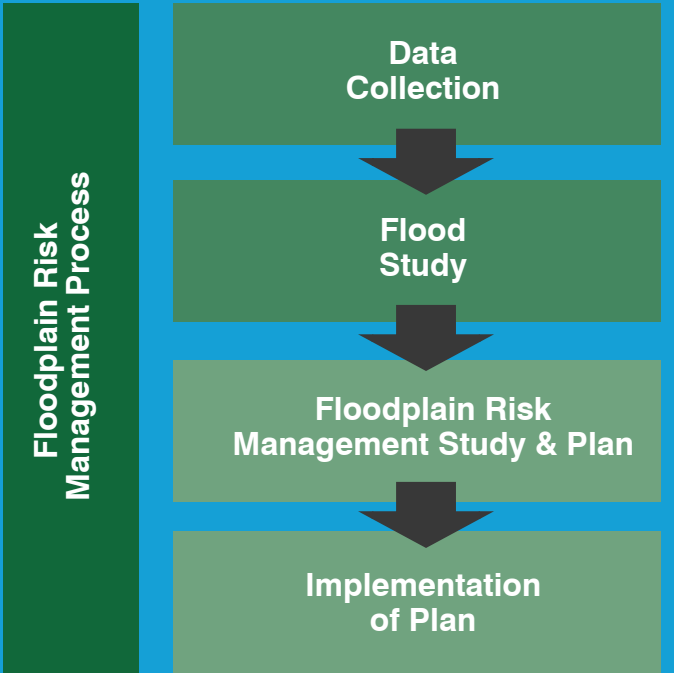 Floodplain Risk
Management Process
Data
Collection
Flood
Study
Floodplain Risk
Management Study & Plan
Implementation
of Plan